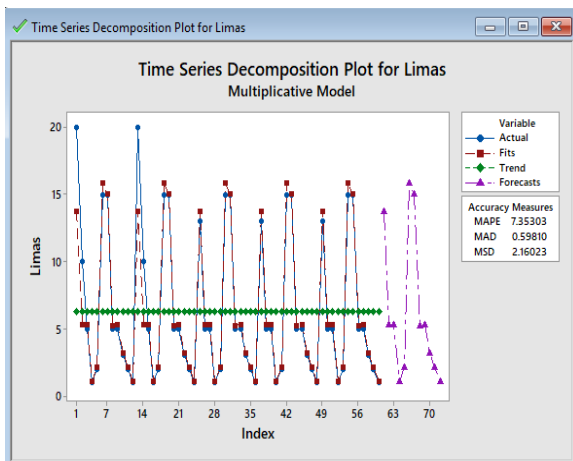 Time Series Decomposition Plot for Limas
Time Series Decomposition Plot for Limas
Multiplicative Model
20
15
10
5
0
Limas
1 7 14 21 28 35 42 49 56 63 70
Index
Variable
Actual
Fits
Trend
Forecasts
Accuracy Measures
MAPE 7.35303
MAD 0.59810
MSD 2.16023